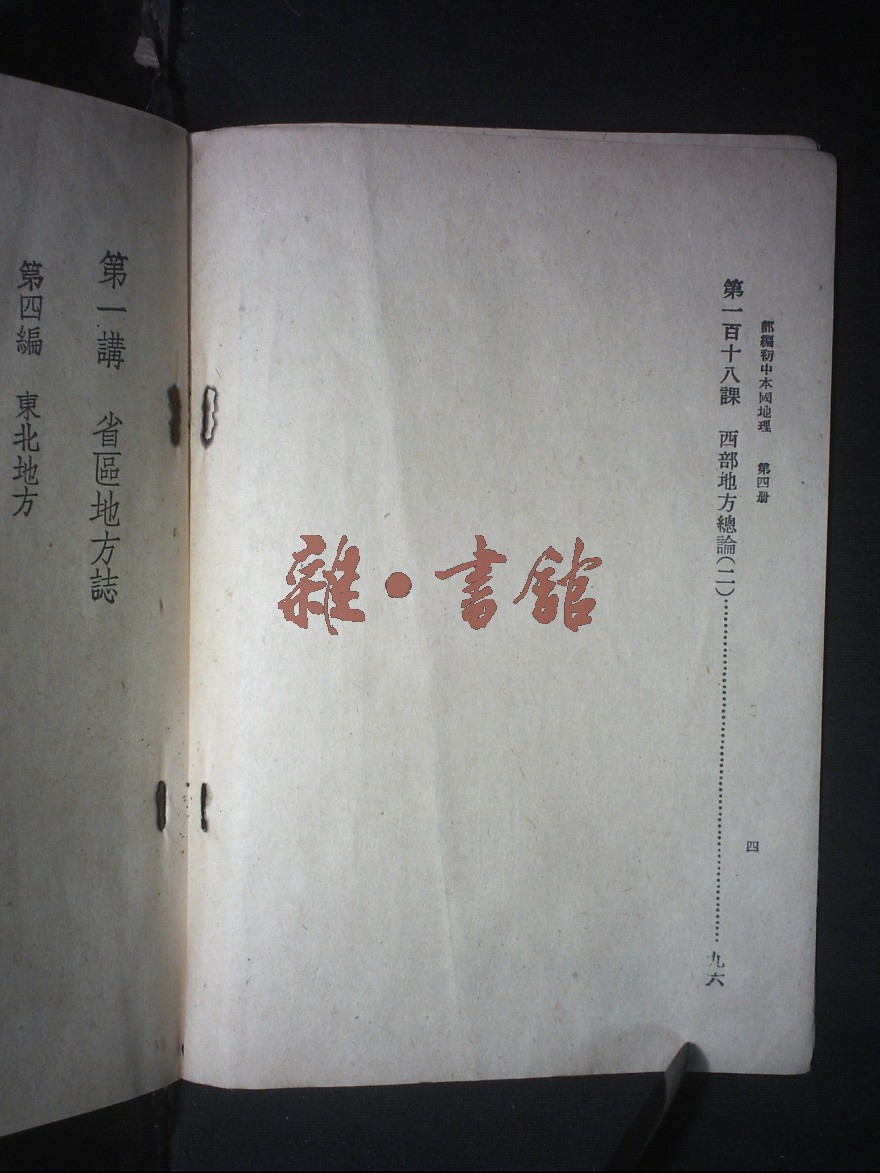 部編初中本國地理　第四册
四
第一百十八課　西部地方總論(二)……九六
雜・書館
第一講　省區地方誌
第四編　東北地方